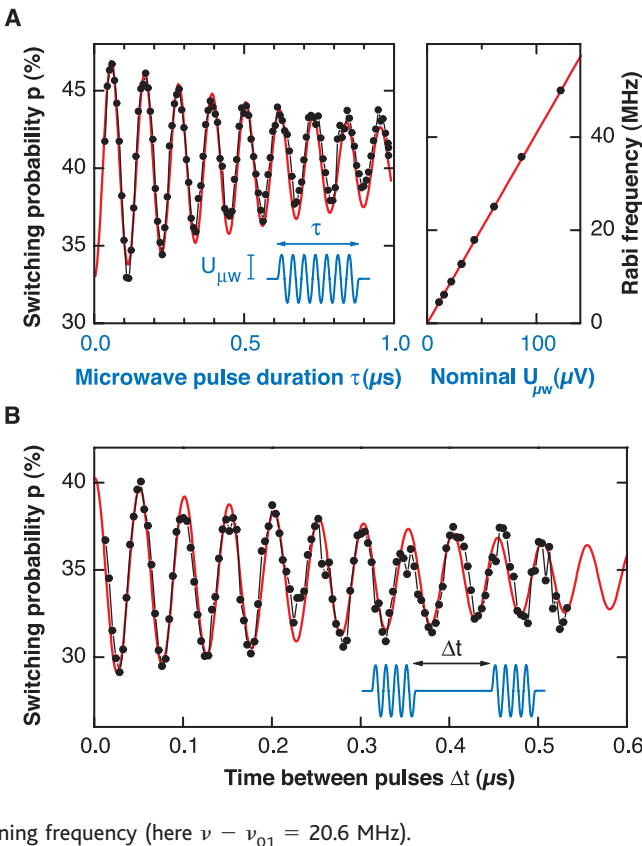 A
Switching probability p (%)
45
40
35
30
0.0
0.5
1.0
Microwave pulse duration τ(μs)
τ
U_μw
Rabi frequency (MHz)
40
20
0
0
100
Nominal U_μw(μV)
B
Switching probability p (%)
40
35
30
0.0
0.1
0.2
0.3
0.4
0.5
0.6
Time between pulses Δt (μs)
Δt
ning frequency (here ν − ν₀₁ = 20.6 MHz).